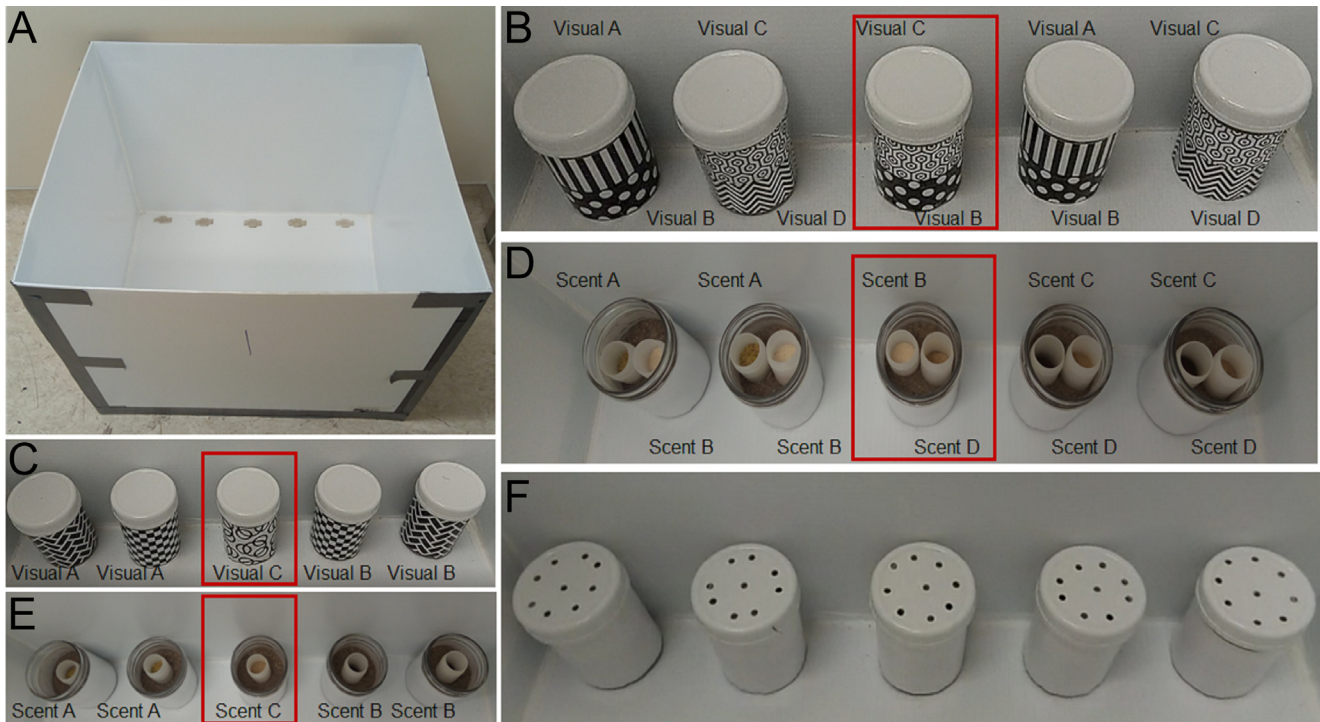 A
B
Visual A Visual C Visual C Visual A Visual C
Visual B Visual D Visual B Visual B Visual D
C
Visual A Visual A Visual C Visual B Visual B
D
Scent A Scent A Scent B Scent C Scent C
Scent B Scent B Scent D Scent D Scent D
E
Scent A Scent A Scent C Scent B Scent B
F